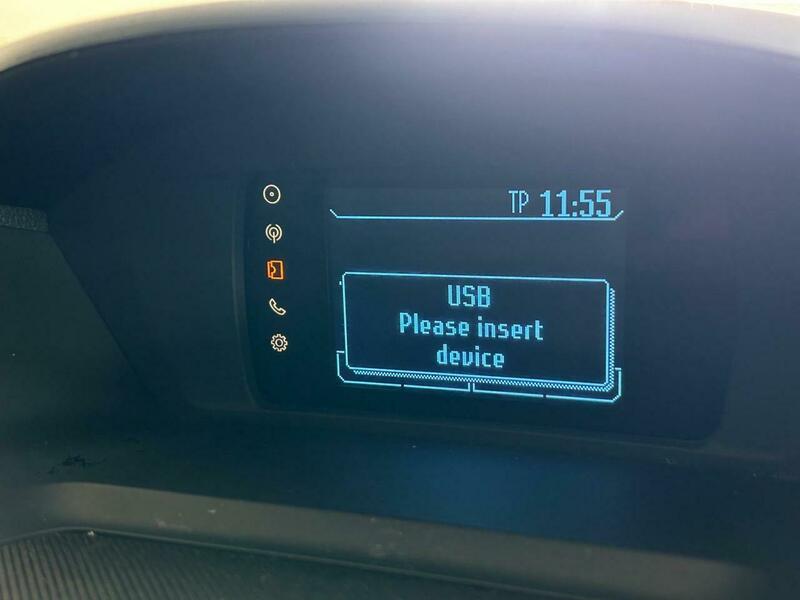 TP 11:55
USB
Please insert
device